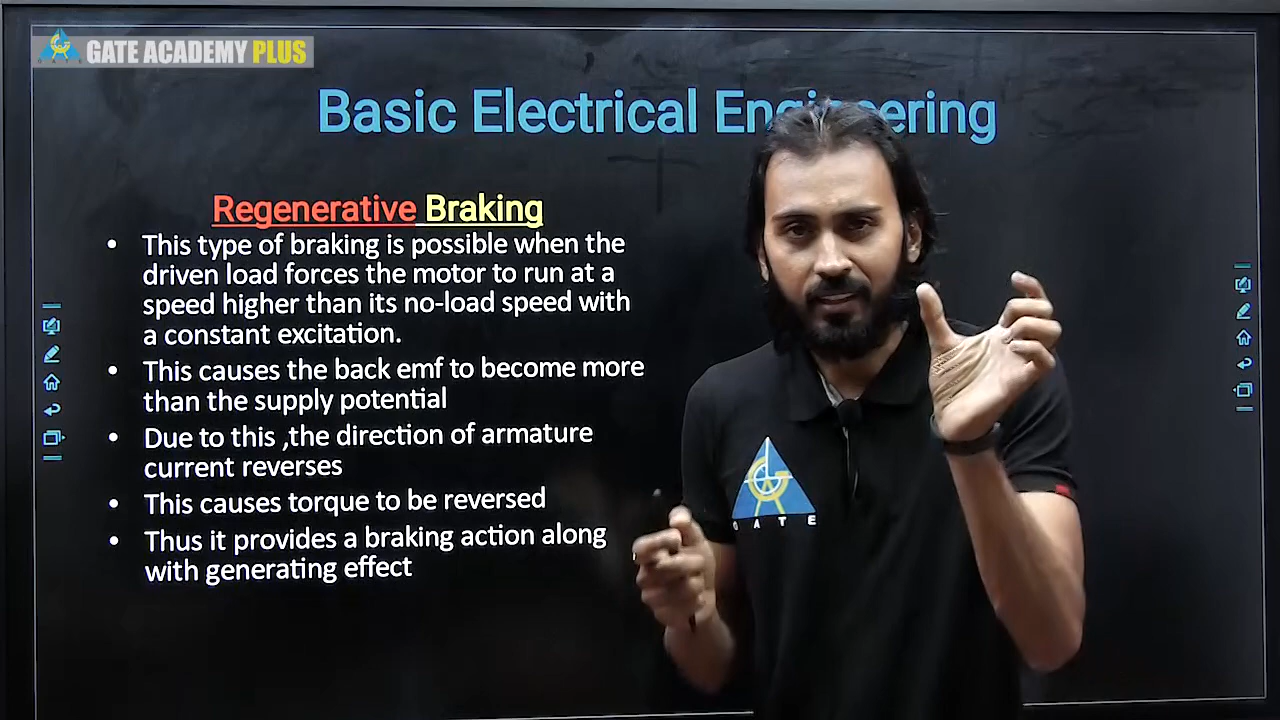 GATE ACADEMY PLUS
Basic Electrical Engineering
Regenerative Braking
• This type of braking is possible when the
driven load forces the motor to run at a
speed higher than its no-load speed with
a constant excitation.
• This causes the back emf to become more
than the supply potential
• Due to this ,the direction of armature
current reverses
• This causes torque to be reversed
• Thus it provides a braking action along
with generating effect
GATE